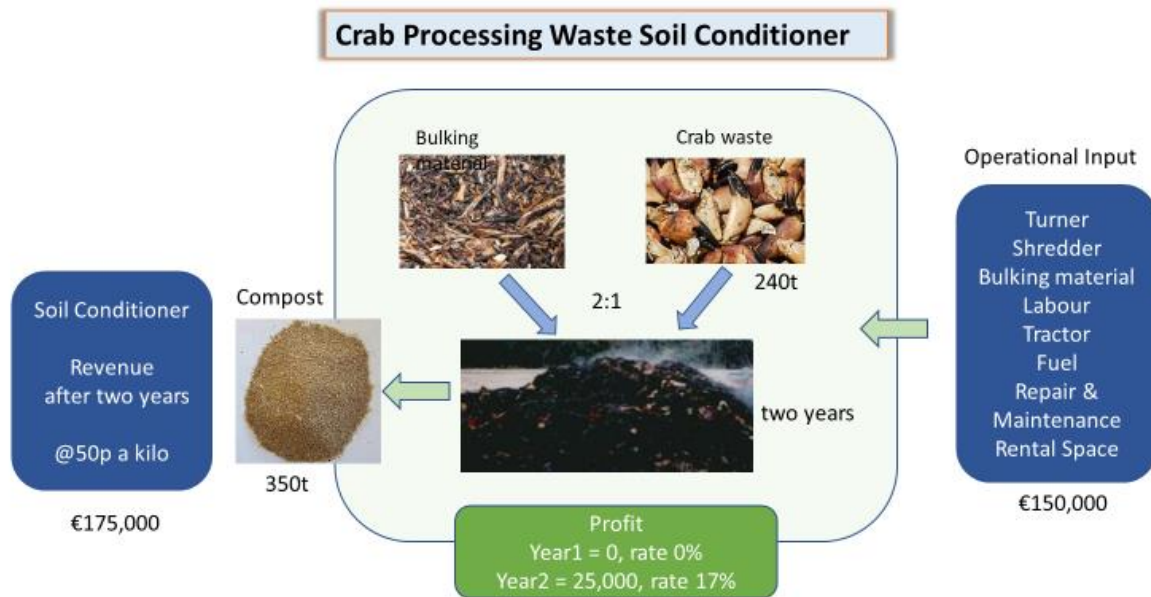 Crab Processing Waste Soil Conditioner
Bulking
material
Crab waste
240t
2:1
two years
Operational Input
Turner
Shredder
Bulking material
Labour
Tractor
Fuel
Repair &
Maintenance
Rental Space
€150,000
Compost
350t
Soil Conditioner
Revenue
after two years
@50p a kilo
€175,000
Profit
Year1 = 0, rate 0%
Year2 = 25,000, rate 17%